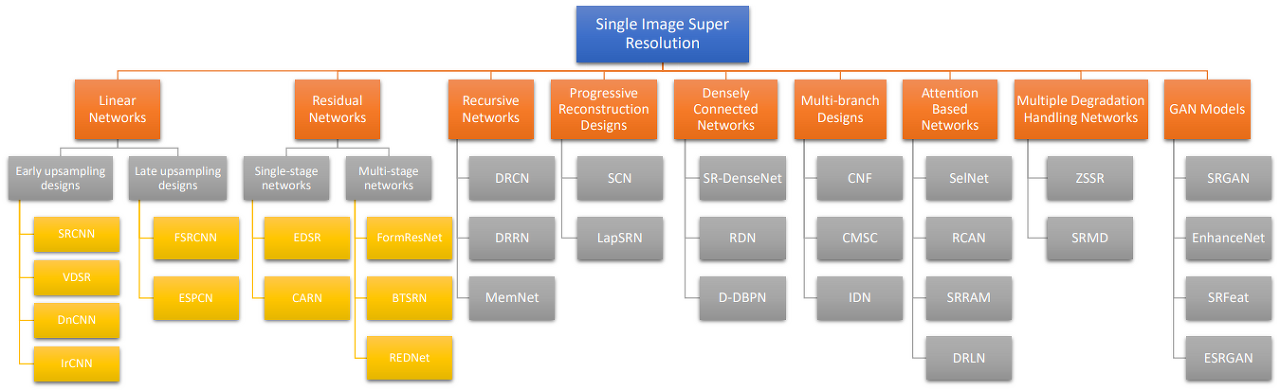 Single Image Super
Resolution
Linear
Networks
Residual
Networks
Recursive
Networks
Progressive
Reconstruction
Designs
Densely
Connected
Networks
Multi-branch
Designs
Attention
Based
Networks
Multiple Degradation
Handling Networks
GAN Models
Early upsampling
designs
Late upsampling
designs
Single-stage
networks
Multi-stage
networks
SRCNN
VDSR
DnCNN
IrCNN
FSRCNN
ESPCN
EDSR
CARN
FormResNet
BTSRN
REDNet
DRCN
DRRN
MemNet
SCN
LapSRN
SR-DenseNet
RDN
D-DBPN
CNF
CMSC
IDN
SelNet
RCAN
SRRAM
DRLN
ZSSR
SRMD
SRGAN
EnhanceNet
SRFeat
ESRGAN